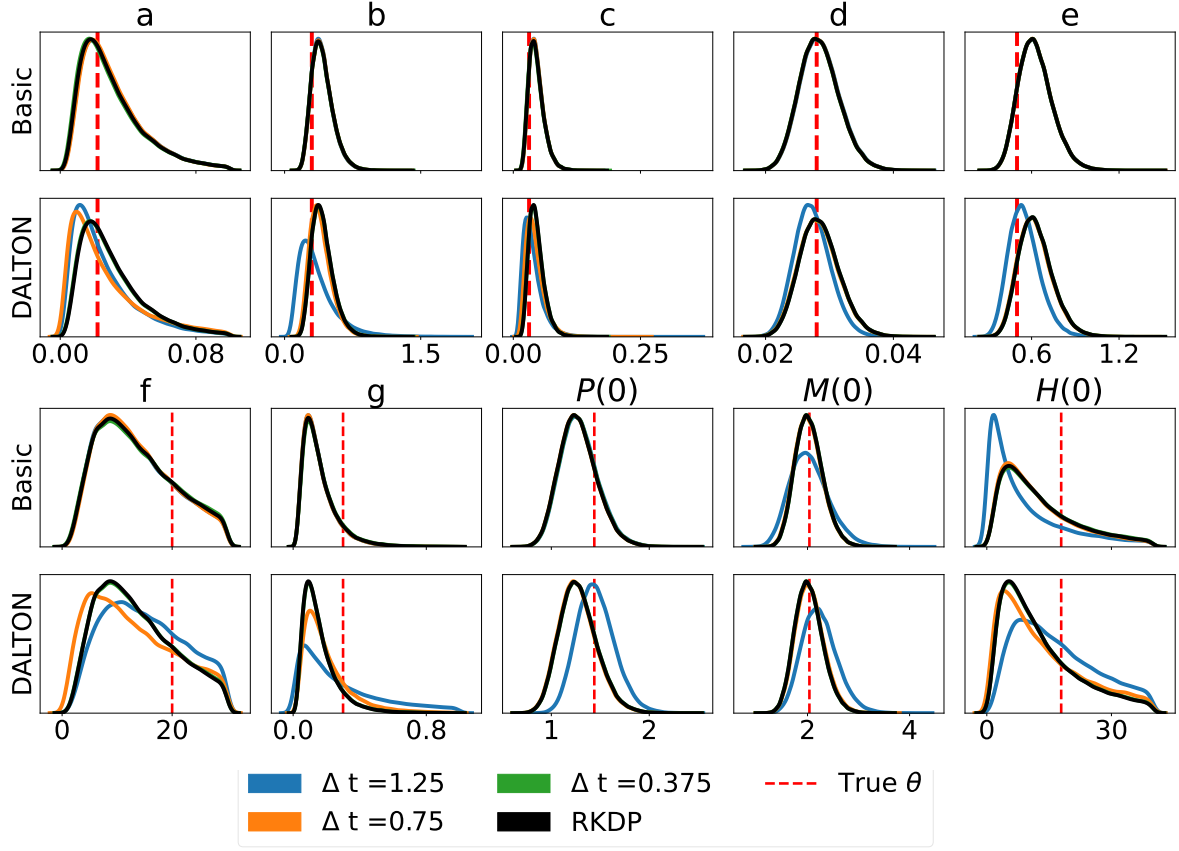 a b c d e
Basic
DALTON
0.00 0.08 0.0 1.5 0.00 0.25 0.02 0.04 0.6 1.2
f g P(0) M(0) H(0)
Basic
DALTON
0 20 0.0 0.8 1 2 2 4 0 30
Δ t =1.25 Δ t =0.375 True θ
Δ t =0.75 RKDP